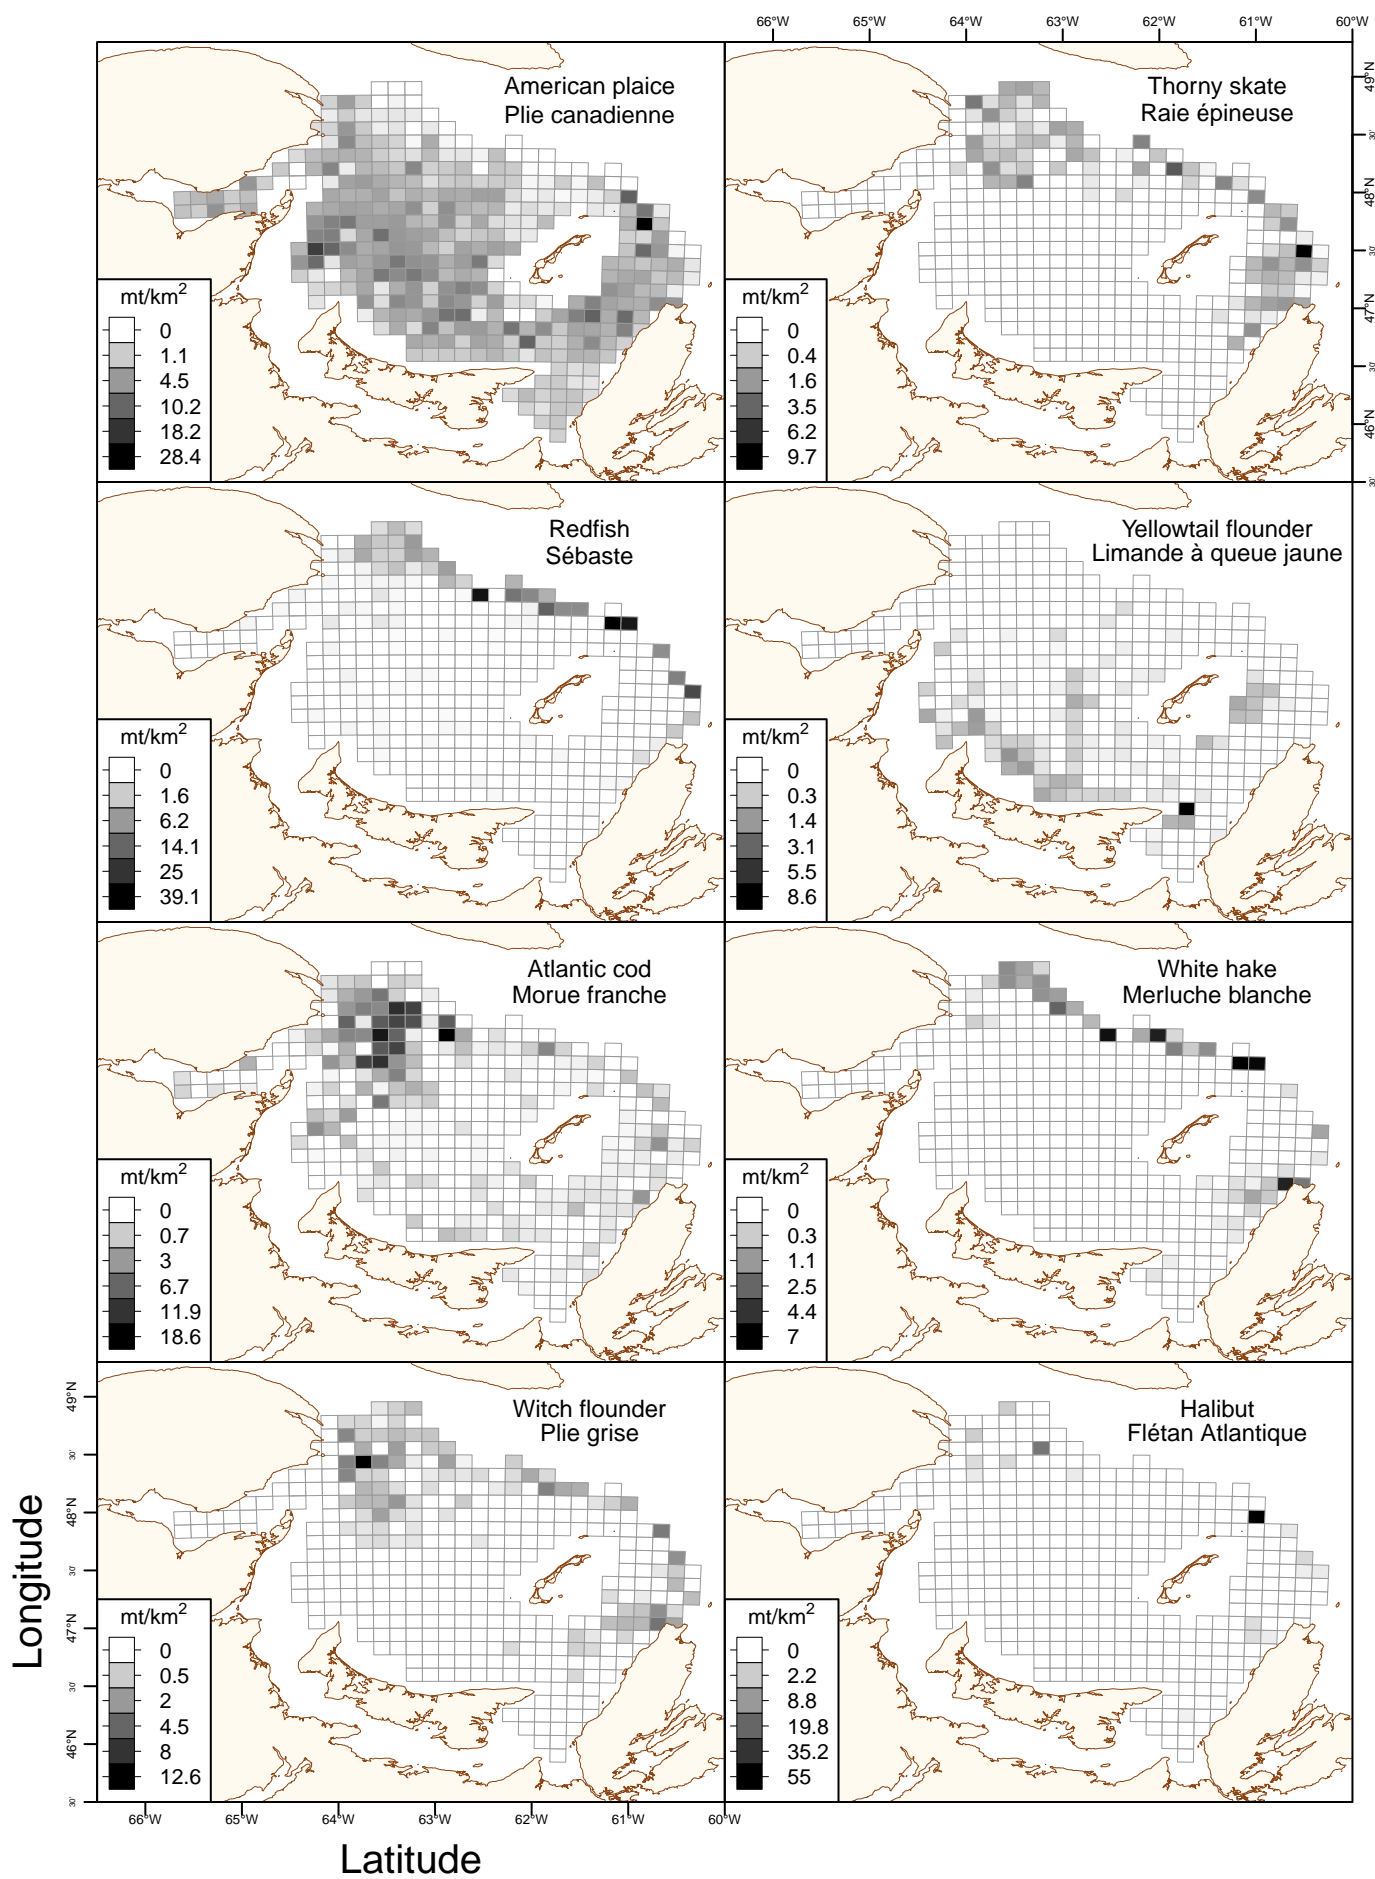 66°W 65°W 64°W 63°W 62°W 61°W 60°W
American plaice
Plie canadienne
mt/km²
0
1.1
4.5
10.2
18.2
28.4
Thorny skate
Raie épineuse
mt/km²
0
0.4
1.6
3.5
6.2
9.7
49°N
30'
48°N
30'
47°N
30'
46°N
30'
Redfish
Sébaste
mt/km²
0
1.6
6.2
14.1
25
39.1
Yellowtail flounder
Limande à queue jaune
mt/km²
0
0.3
1.4
3.1
5.5
8.6
Atlantic cod
Morue franche
mt/km²
0
0.7
3
6.7
11.9
18.6
White hake
Merluche blanche
mt/km²
0
0.3
1.1
2.5
4.4
7
Witch flounder
Plie grise
mt/km²
0
0.5
2
4.5
8
12.6
Halibut
Flétan Atlantique
mt/km²
0
2.2
8.8
19.8
35.2
55
49°N
30'
48°N
30'
47°N
30'
46°N
30'
Longitude
66°W 65°W 64°W 63°W 62°W 61°W 60°W
Latitude